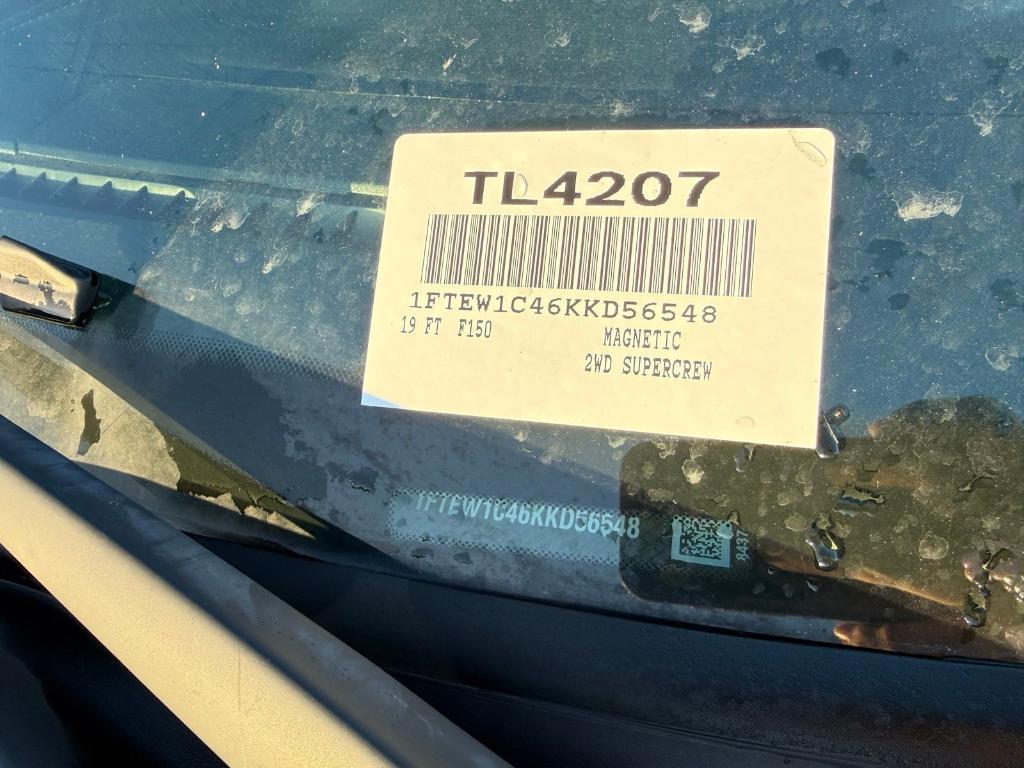 TL4207
1FTEW1C46KKD56548
19 FT F150 MAGNETIC
2WD SUPERCREW
1FTEW1C46KKD56548